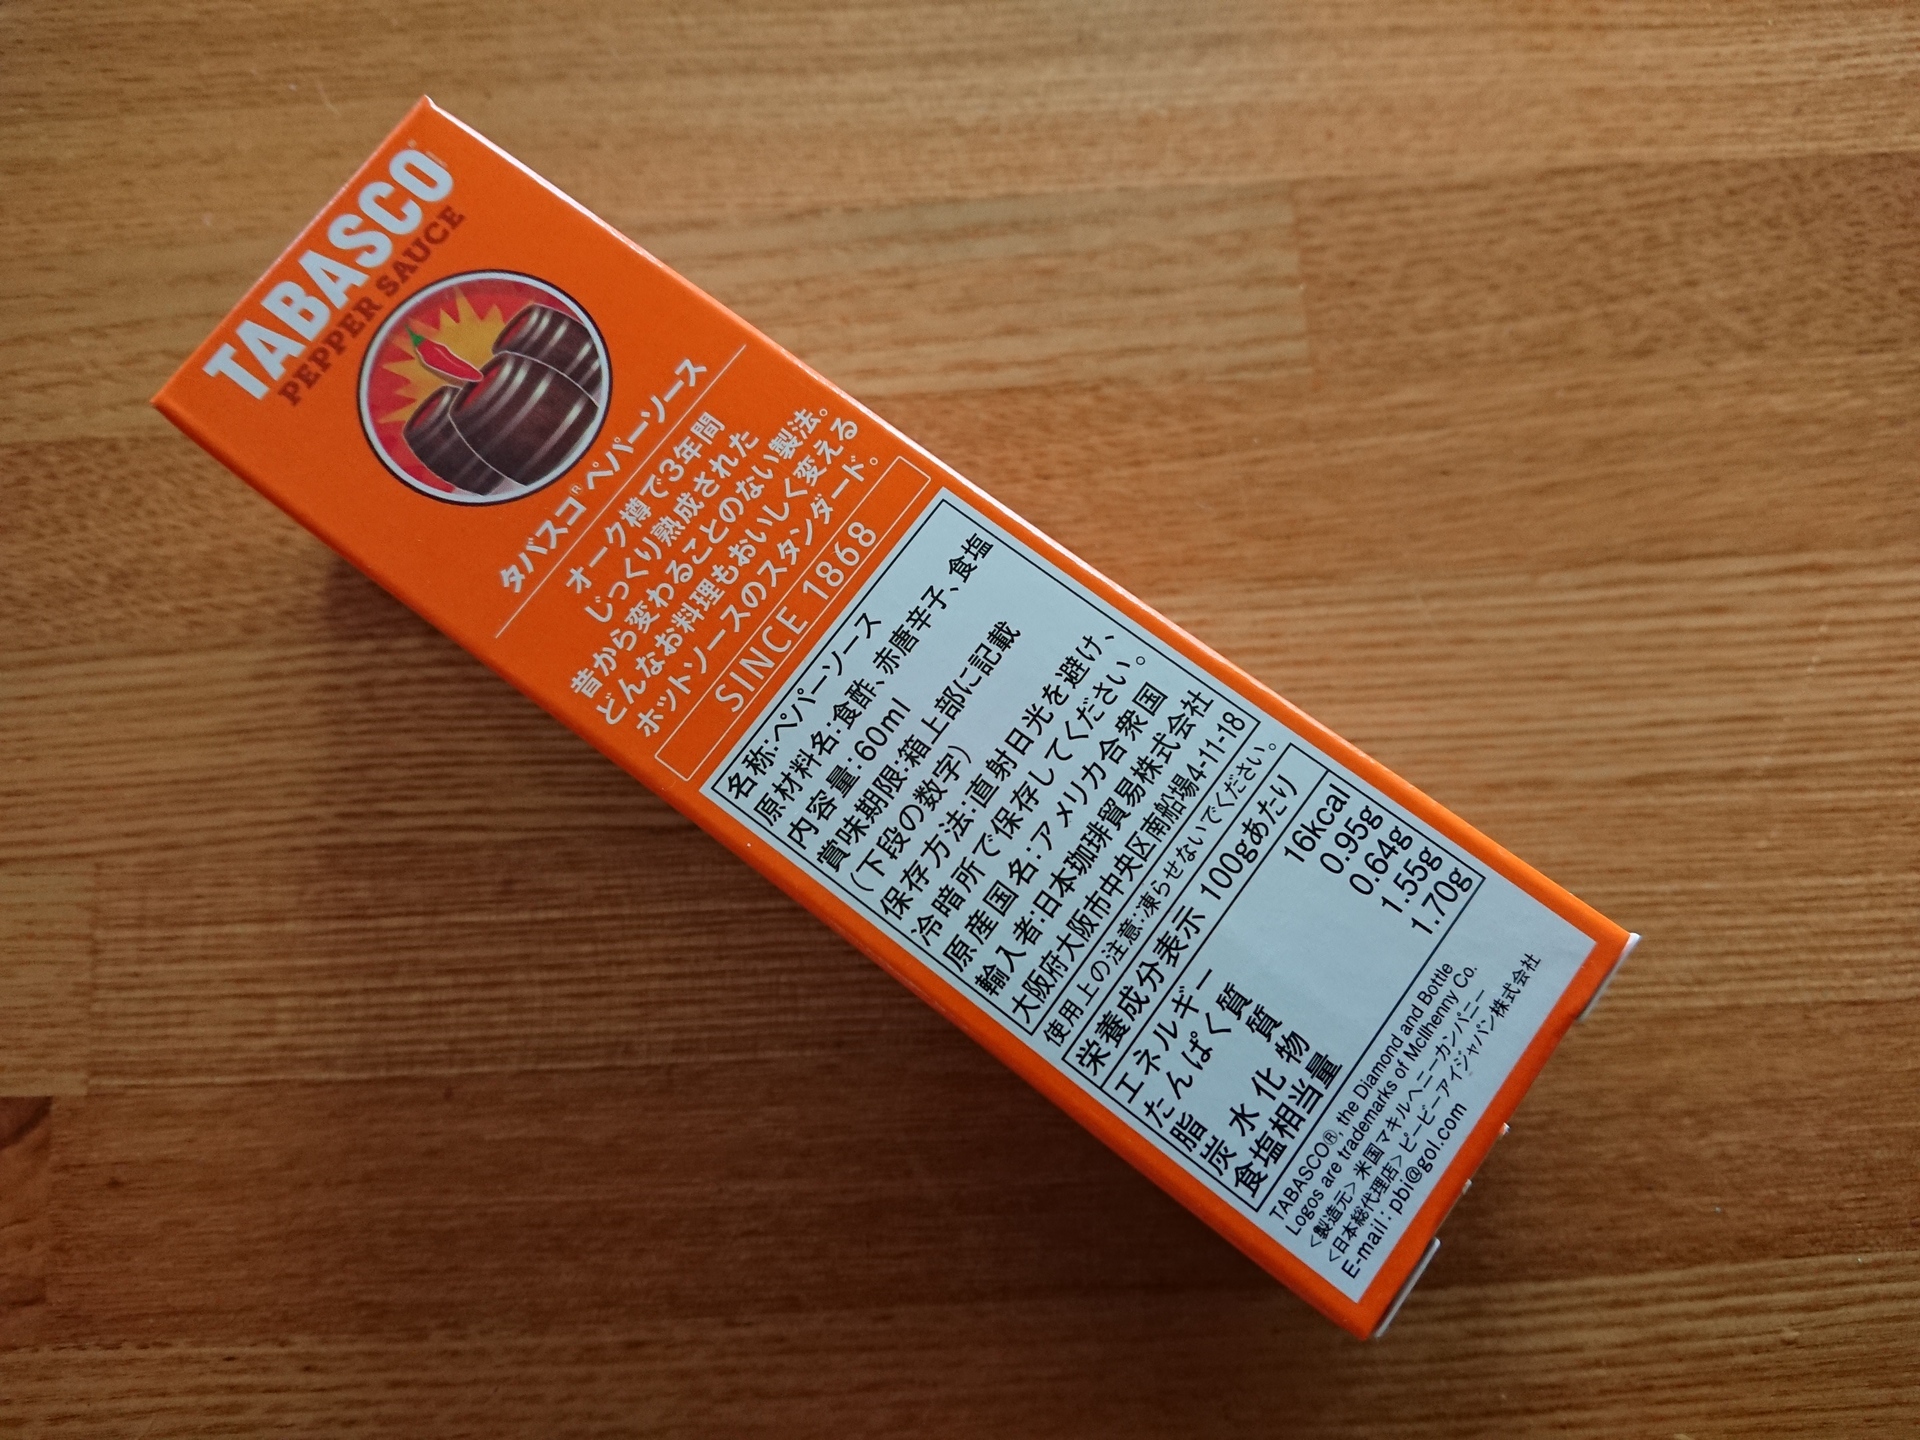 TABASCO®
PEPPER SAUCE
タバスコ®ペパーソース
オーク樽で3年間
じっくり熟成された
昔から変わることのない製法。
どんなお料理もおいしく変える
ホットソースのスタンダード。
SINCE 1868
名称:ペパーソース
原材料名:食酢、赤唐辛子、食塩
内容量:60ml
賞味期限:箱上部に記載
(下段の数字)
保存方法:直射日光を避け、
冷暗所で保存してください。
原産国名:アメリカ合衆国
輸入者:日本珈琲貿易株式会社
大阪府大阪市中央区南船場4-11-18
使用上の注意:凍らせないでください。
栄養成分表示 100gあたり
エネルギー 16kcal
たんぱく質 0.95g
脂質 0.64g
炭水化物 1.55g
食塩相当量 1.70g
TABASCO®, the Diamond and Bottle
Logos are trademarks of McIlhenny Co.
<製造元>米国マキルヘニーカンパニー
<日本総代理店>ピービーアイジャパン株式会社
E-mail: pbi@gol.com